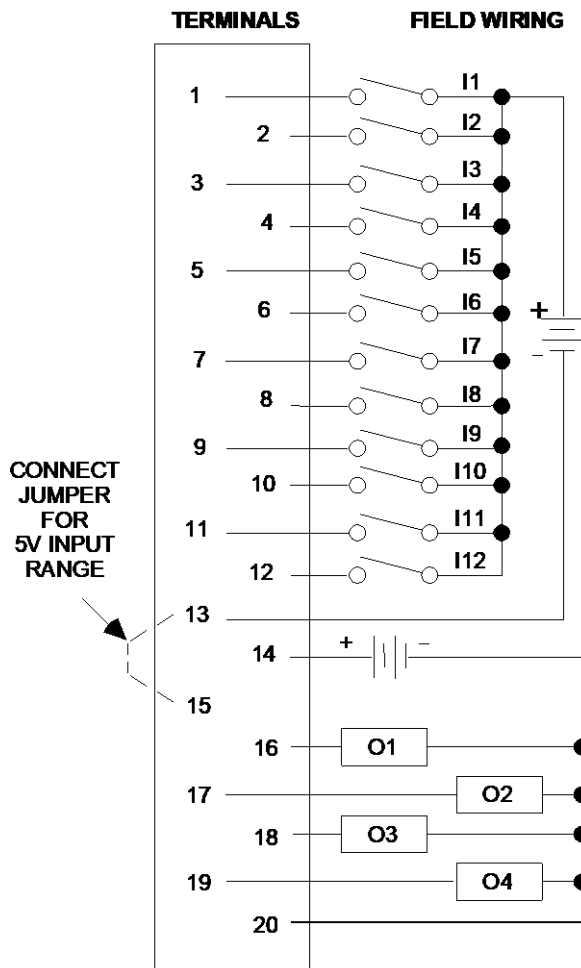 TERMINALS FIELD WIRING
1 I1
2 I2
3 I3
4 I4
5 I5
6 I6
+
7 I7
-
8 I8
9 I9
CONNECT
JUMPER
FOR
5V INPUT
RANGE
10 I10
11 I11
12 I12
13
14 + -
15
16 O1
17 O2
18 O3
19 O4
20